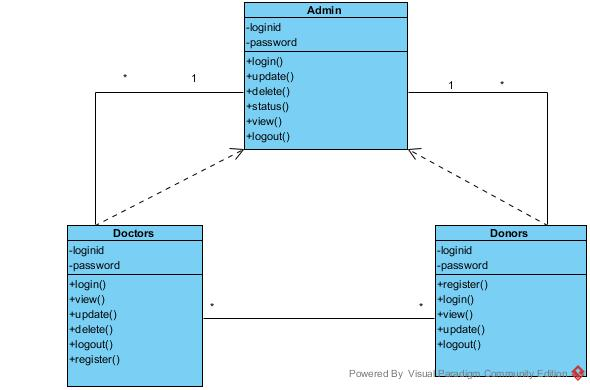 Admin
-loginid
-password
+login()
+update()
+delete()
+status()
+view()
+logout()
* 1
1 *
Doctors
-loginid
-password
+login()
+view()
+update()
+delete()
+logout()
+register()
* *
Donors
-loginid
-password
+register()
+login()
+view()
+update()
+logout()
Powered By Visual Paradigm Community Edition